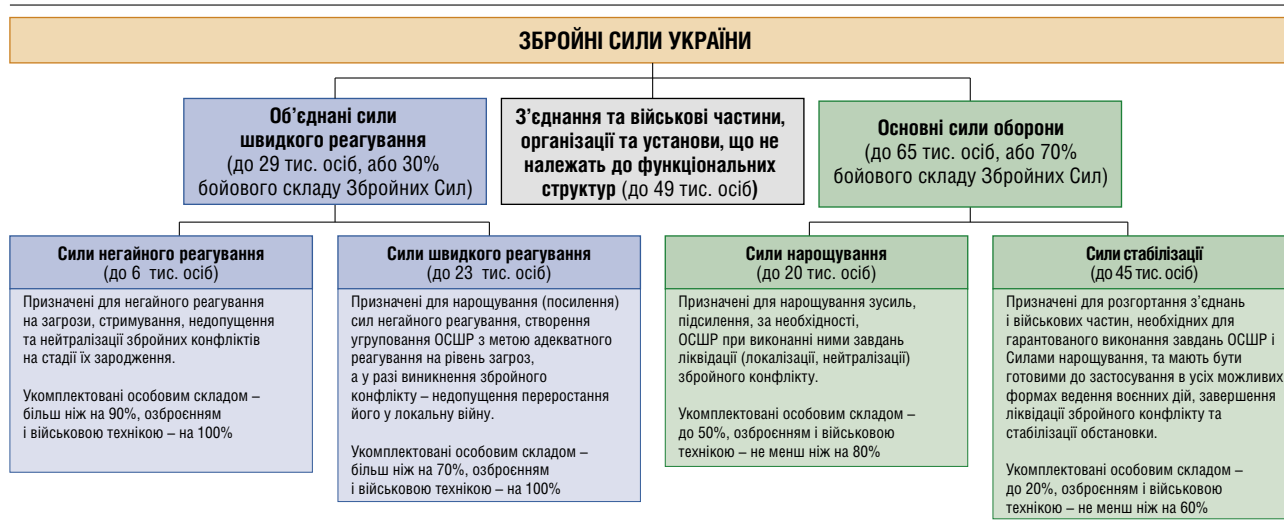 ЗБРОЙНІ СИЛИ УКРАЇНИ
Об’єднані сили
швидкого реагування
(до 29 тис. осіб, або 30%
бойового складу Збройних Сил)
З’єднання та військові частини,
організації та установи, що не
належать до функціональних
структур (до 49 тис. осіб)
Основні сили оборони
(до 65 тис. осіб, або 70%
бойового складу Збройних Сил)
Сили негайного реагування
(до 6 тис. осіб)
Призначені для негайного реагування
на загрози, стримування, недопущення
та нейтралізації збройних конфліктів
на стадії їх зародження.
Укомплектовані особовим складом –
більш ніж на 90%, озброєнням
і військовою технікою – на 100%
Сили швидкого реагування
(до 23 тис. осіб)
Призначені для нарощування (посилення)
сил негайного реагування, створення
угруповання ОСШР з метою адекватного
реагування на рівень загроз,
а у разі виникнення збройного
конфлікту – недопущення переростання
його у локальну війну.
Укомплектовані особовим складом –
більш ніж на 70%, озброєнням
і військовою технікою – на 100%
Сили нарощування
(до 20 тис. осіб)
Призначені для нарощування зусиль,
підсилення, за необхідності,
ОСШР при виконанні ними завдань
ліквідації (локалізації, нейтралізації)
збройного конфлікту.
Укомплектовані особовим складом –
до 50%, озброєнням і військовою
технікою – не менш ніж на 80%
Сили стабілізації
(до 45 тис. осіб)
Призначені для розгортання з’єднань
і військових частин, необхідних для
гарантованого виконання завдань ОСШР і
Силами нарощування, та мають бути
готовими до застосування в усіх можливих
формах ведення воєнних дій, завершення
ліквідації збройного конфлікту та
стабілізації обстановки.
Укомплектовані особовим складом –
до 20%, озброєнням і військовою
технікою – не менш ніж на 60%